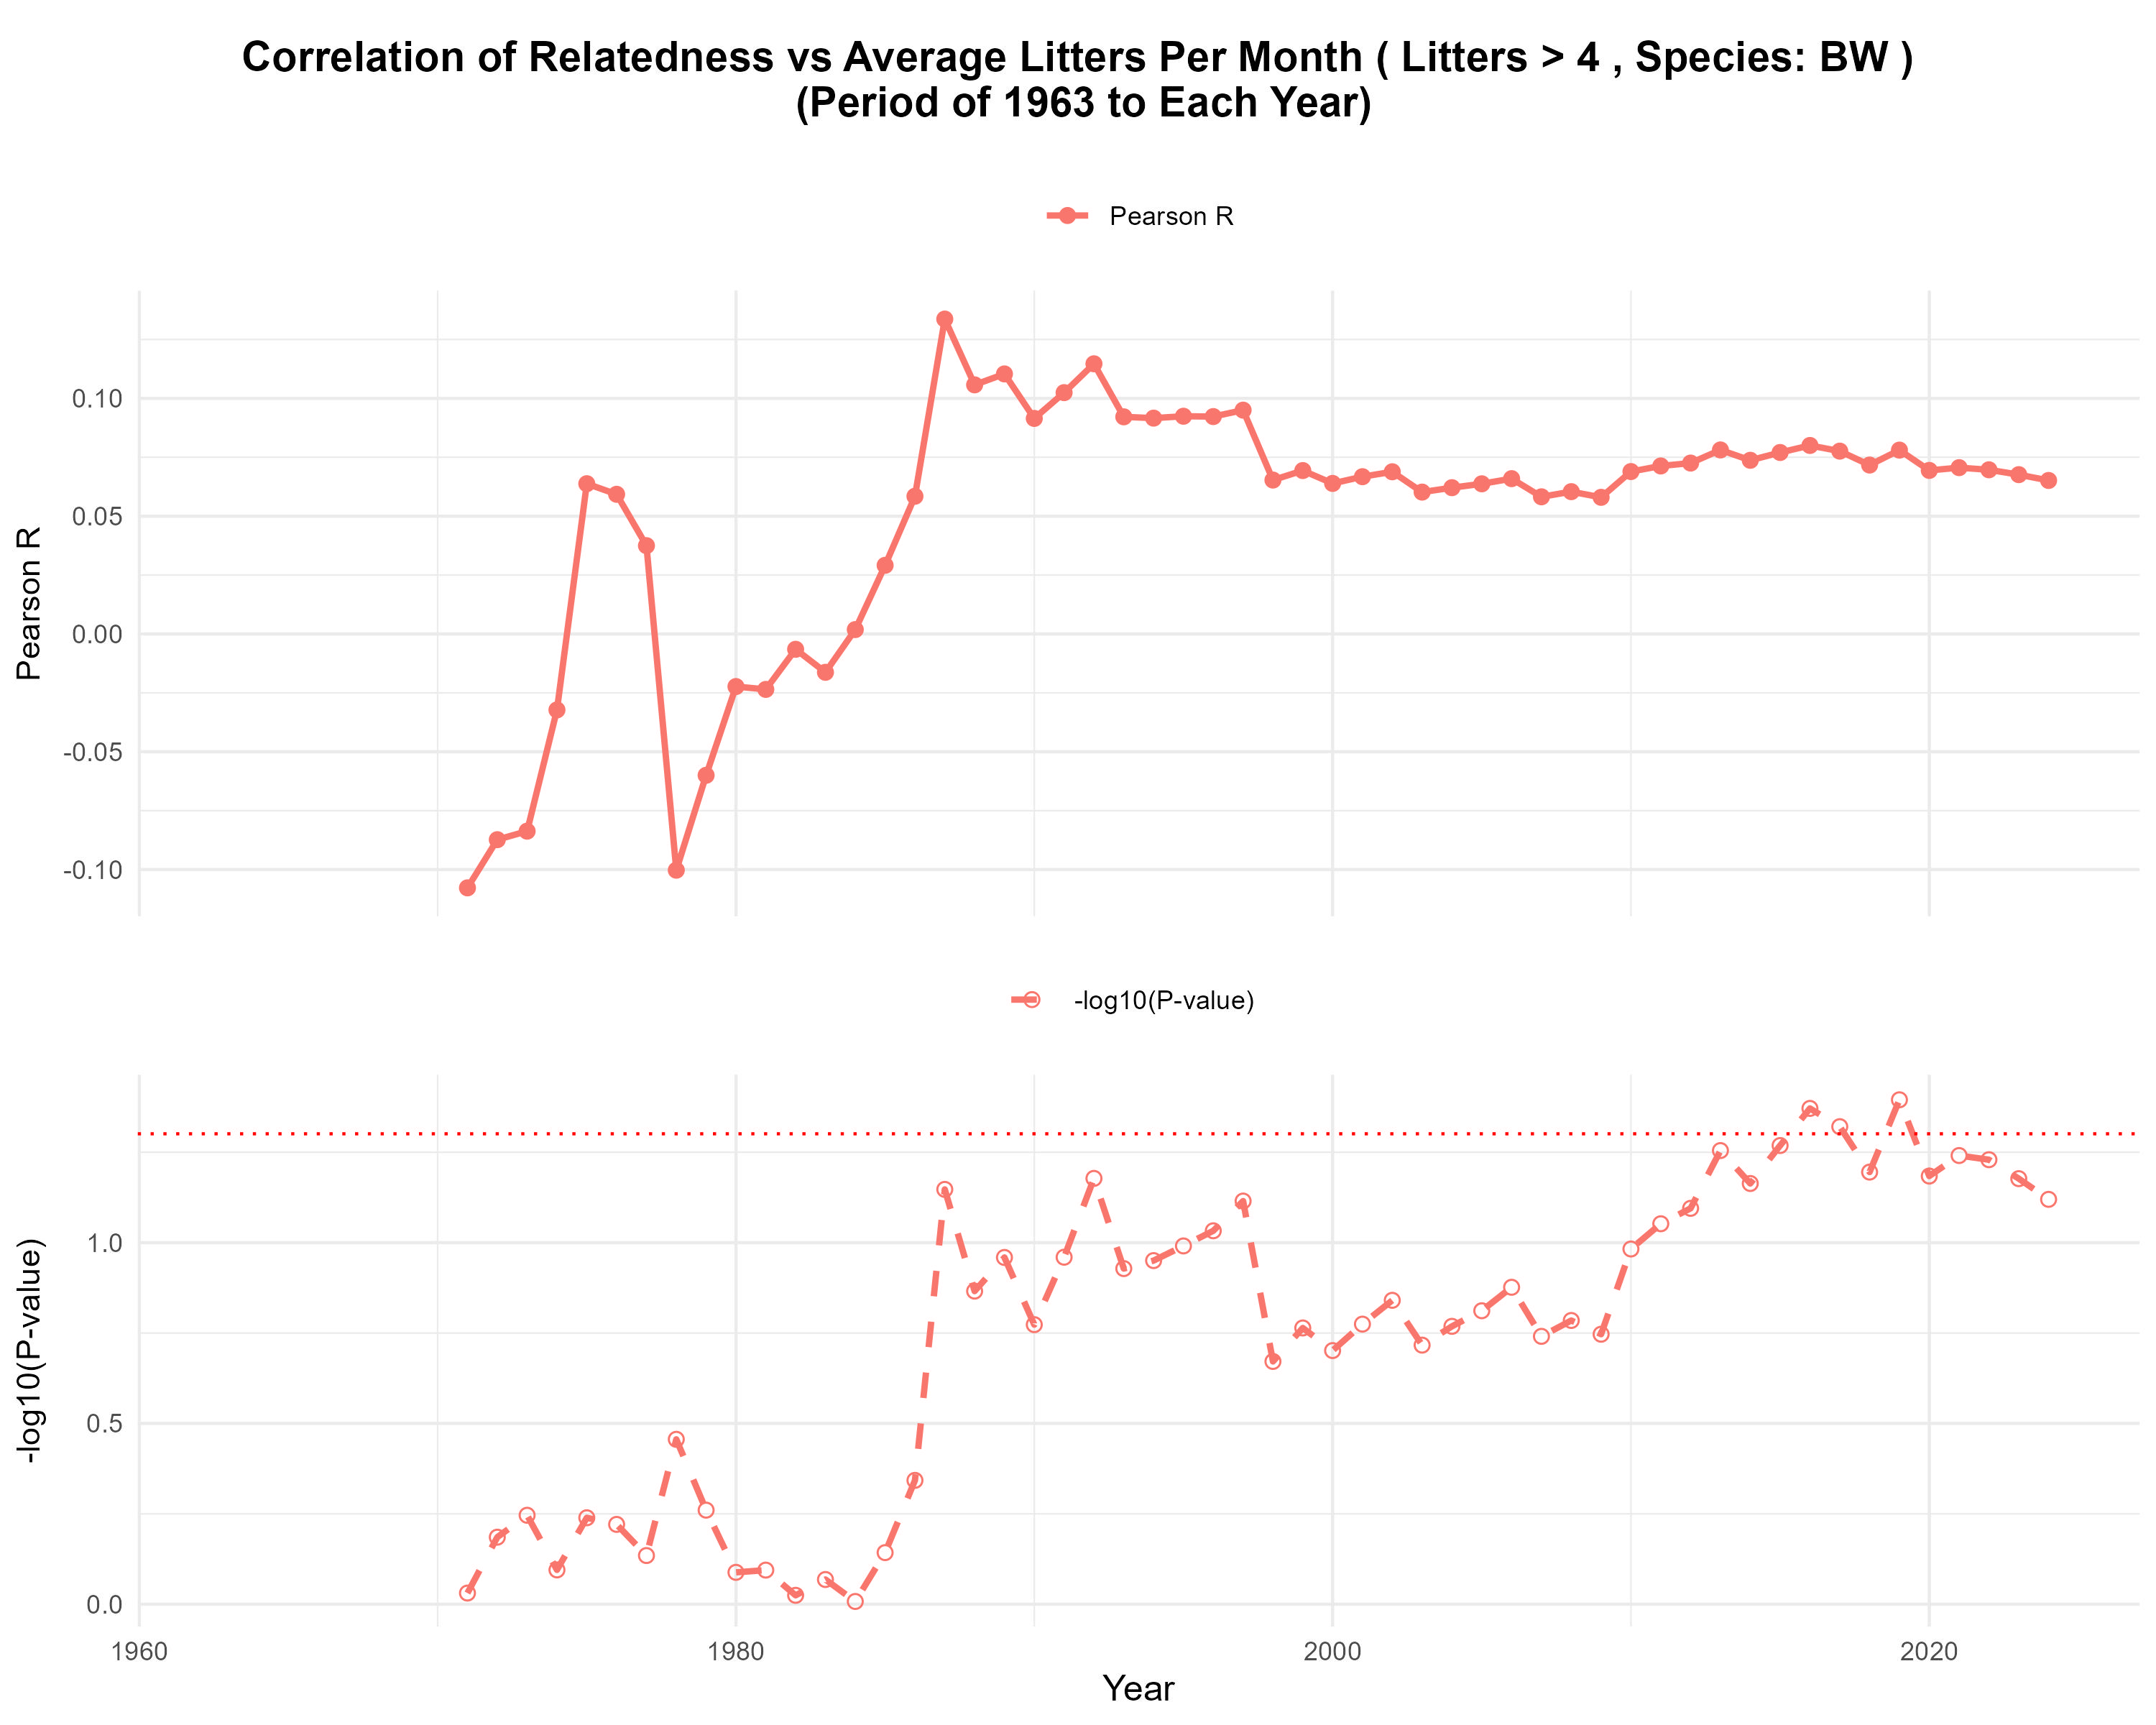 Correlation of Relatedness vs Average Litters Per Month ( Litters > 4 , Species: BW )
(Period of 1963 to Each Year)
Pearson R
0.10
0.05
0.00
-0.05
-0.10
Pearson R
-log10(P-value)
1.0
0.5
0.0
-log10(P-value)
1960
1980
2000
2020
Year